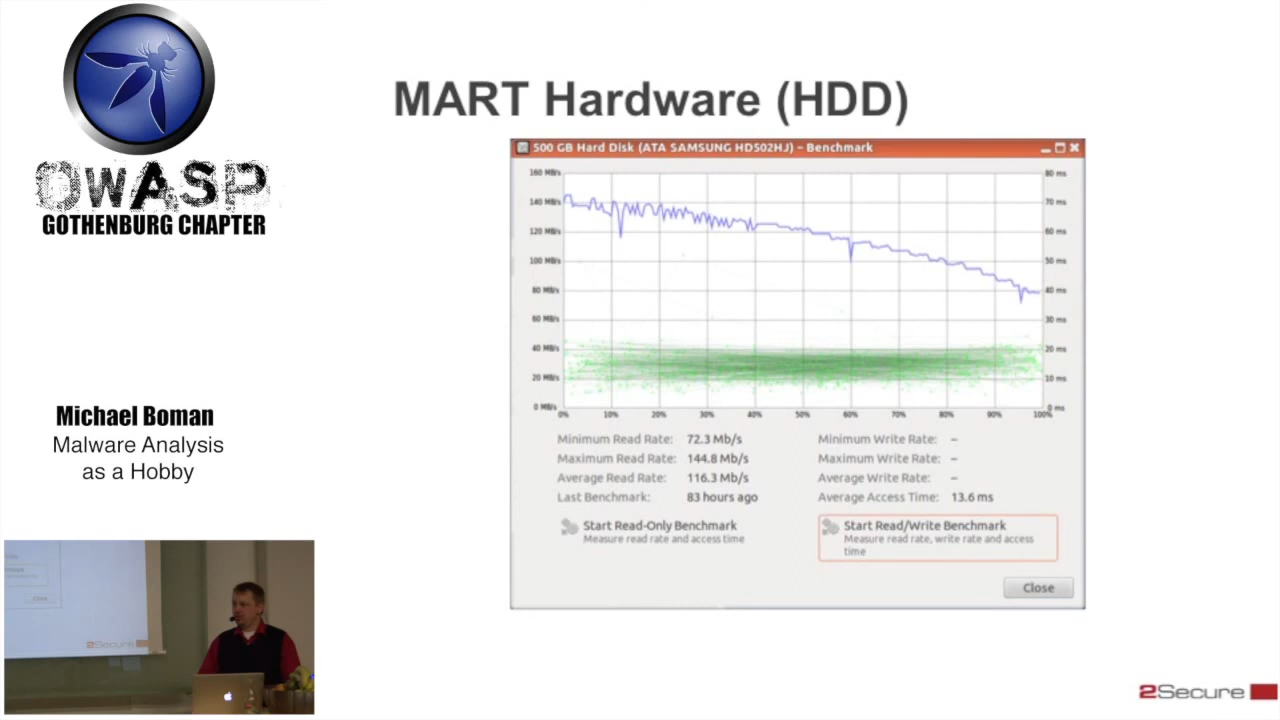 OWASP
GOTHENBURG CHAPTER
Michael Boman
Malware Analysis
as a Hobby
MART Hardware (HDD)
500 GB Hard Disk (ATA SAMSUNG HD502HJ) – Benchmark
160 MB/s
140 MB/s
120 MB/s
100 MB/s
80 MB/s
60 MB/s
40 MB/s
20 MB/s
0 MB/s
80 ms
70 ms
60 ms
50 ms
40 ms
30 ms
20 ms
10 ms
0 ms
0% 10% 20% 30% 40% 50% 60% 70% 80% 90% 100%
Minimum Read Rate: 72.3 Mb/s
Maximum Read Rate: 144.8 Mb/s
Average Read Rate: 116.3 Mb/s
Last Benchmark: 83 hours ago
Minimum Write Rate: –
Maximum Write Rate: –
Average Write Rate: –
Average Access Time: 13.6 ms
Start Read-Only Benchmark
Measure read rate and access time
Start Read/Write Benchmark
Measure read rate, write rate and access
time
Close
Close
2Secure
2Secure